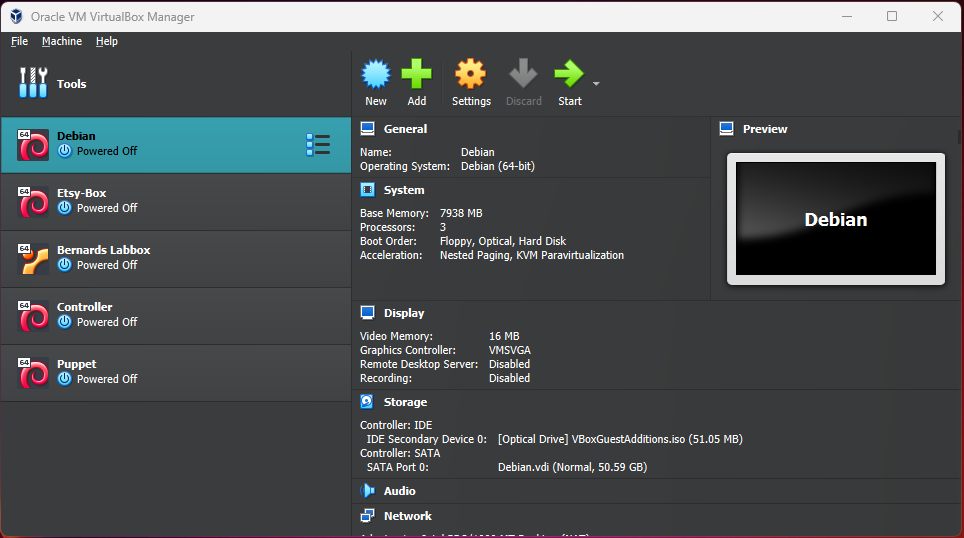 Oracle VM VirtualBox Manager
File Machine Help
Tools
New Add Settings Discard Start
64
Debian
Powered Off
64
Etsy-Box
Powered Off
64
Bernards Labbox
Powered Off
64
Controller
Powered Off
64
Puppet
Powered Off
General
Name: Debian
Operating System: Debian (64-bit)
System
Base Memory: 7938 MB
Processors: 3
Boot Order: Floppy, Optical, Hard Disk
Acceleration: Nested Paging, KVM Paravirtualization
Preview
Debian
Display
Video Memory: 16 MB
Graphics Controller: VMSVGA
Remote Desktop Server: Disabled
Recording: Disabled
Storage
Controller: IDE
IDE Secondary Device 0: [Optical Drive] VBoxGuestAdditions.iso (51.05 MB)
Controller: SATA
SATA Port 0: Debian.vdi (Normal, 50.59 GB)
Audio
Network